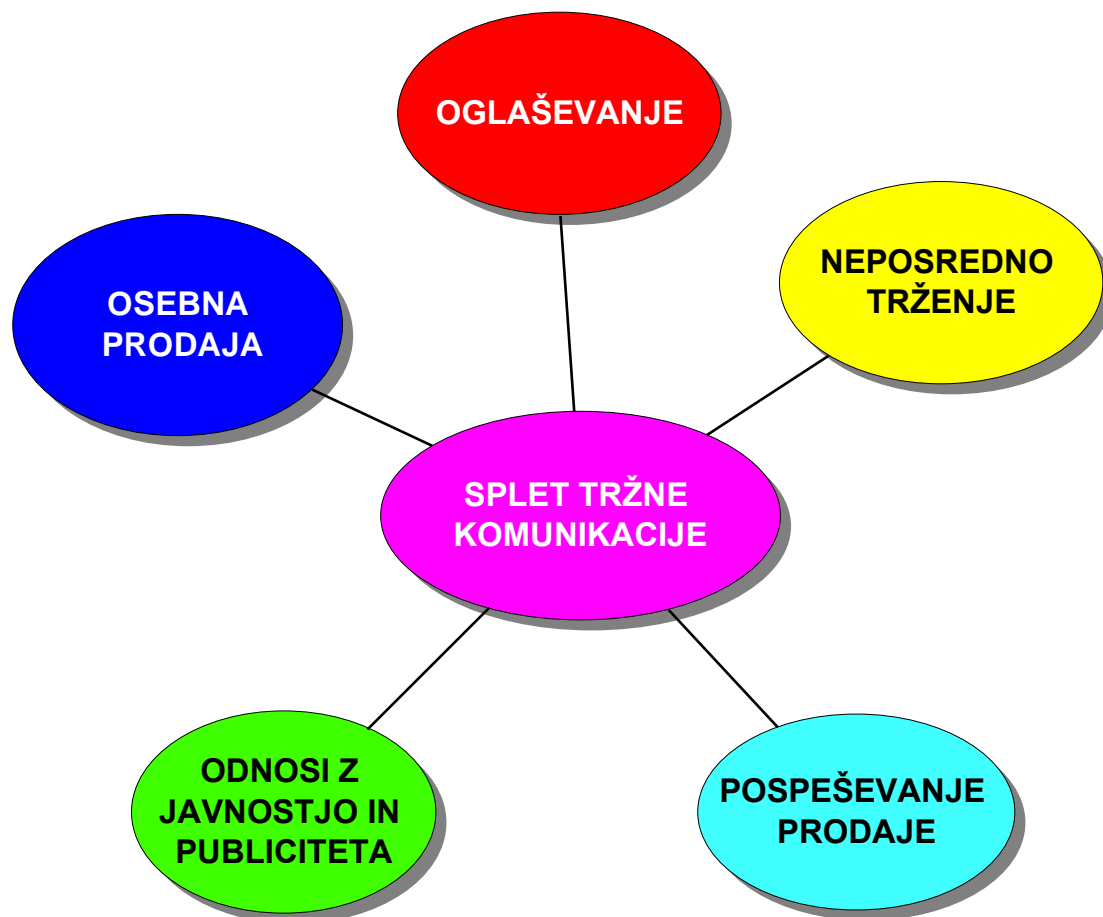 OGLAŠEVANJE
NEPOSREDNO
TRŽENJE
OSEBNA
PRODAJA
SPLET TRŽNE
KOMUNIKACIJE
ODNOSI Z
JAVNOSTJO IN
PUBLICITETA
POSPEŠEVANJE
PRODAJE